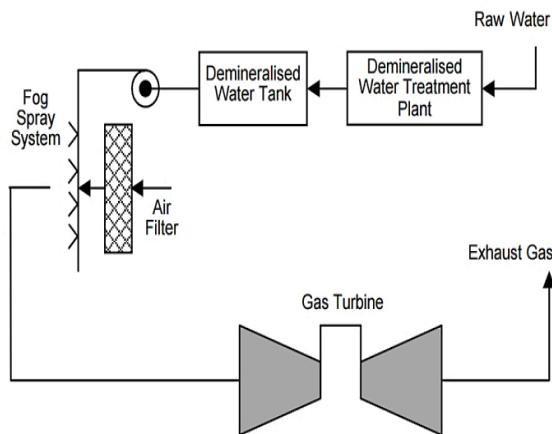 Raw Water
Demineralised
Water Tank
Demineralised
Water Treatment
Plant
Fog
Spray
System
Air
Filter
Exhaust Gas
Gas Turbine